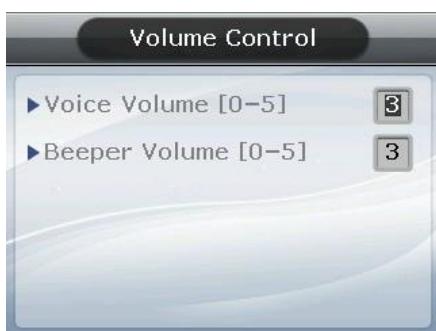 Volume Control
▶Voice Volume [0-5] 3
▶Beeper Volume [0-5] 3